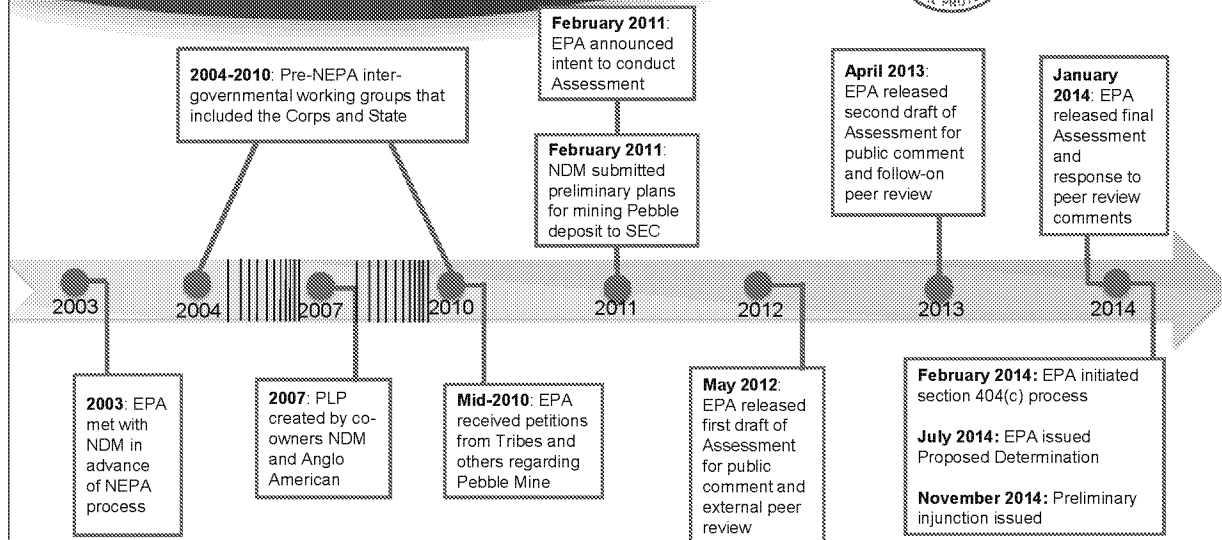 PROTE
February 2011:
EPA announced
intent to conduct
Assessment
2004-2010: Pre-NEPA inter-
governmental working groups that
included the Corps and State
April 2013:
EPA released
second draft of
Assessment for
public comment
and follow-on
peer review
January
2014: EPA
released final
Assessment
and
response to
peer review
comments
February 2011:
NDM submitted
preliminary plans
for mining Pebble
deposit to SEC
2003
2004
2007
2010
2011
2012
2013
2014
2003: EPA
met with
NDM in
advance
of NEPA
process
2007: PLP
created by co-
owners NDM
and Anglo
American
Mid-2010: EPA
received petitions
from Tribes and
others regarding
Pebble Mine
May 2012:
EPA released
first draft of
Assessment
for public
comment and
external peer
review
February 2014: EPA initiated
section 404(c) process
July 2014: EPA issued
Proposed Determination
November 2014: Preliminary
injunction issued